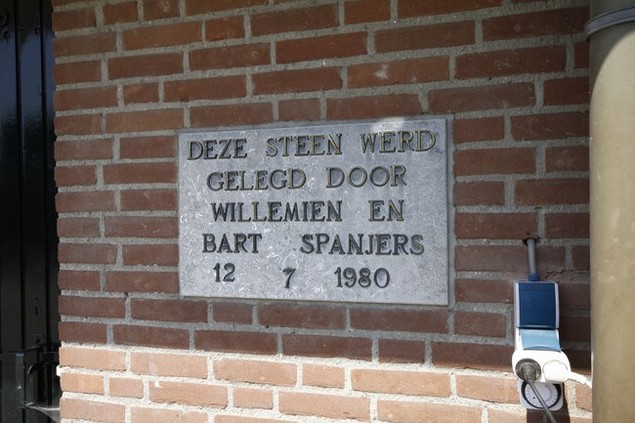 DEZE STEEN WERD
GELEGD DOOR
WILLEMIEN EN
BART SPANJERS
12 7 1980